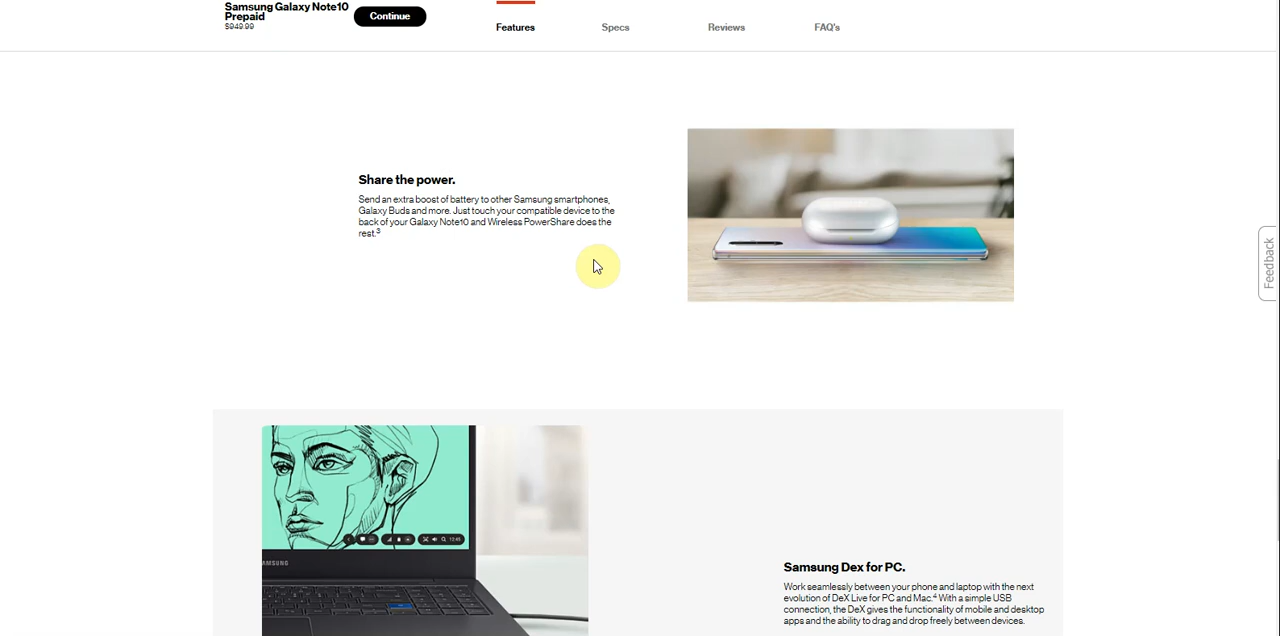 Samsung Galaxy Note10
Prepaid
$949.99
Continue
Features
Specs
Reviews
FAQ's
Share the power.
Send an extra boost of battery to other Samsung smartphones,
Galaxy Buds and more. Just touch your compatible device to the
back of your Galaxy Note10 and Wireless PowerShare does the
rest.³
Feedback
12:45
SAMSUNG
Samsung Dex for PC.
Work seamlessly between your phone and laptop with the next
evolution of DeX Live for PC and Mac.⁴ With a simple USB
connection, the DeX gives the functionality of mobile and desktop
apps and the ability to drag and drop freely between devices.